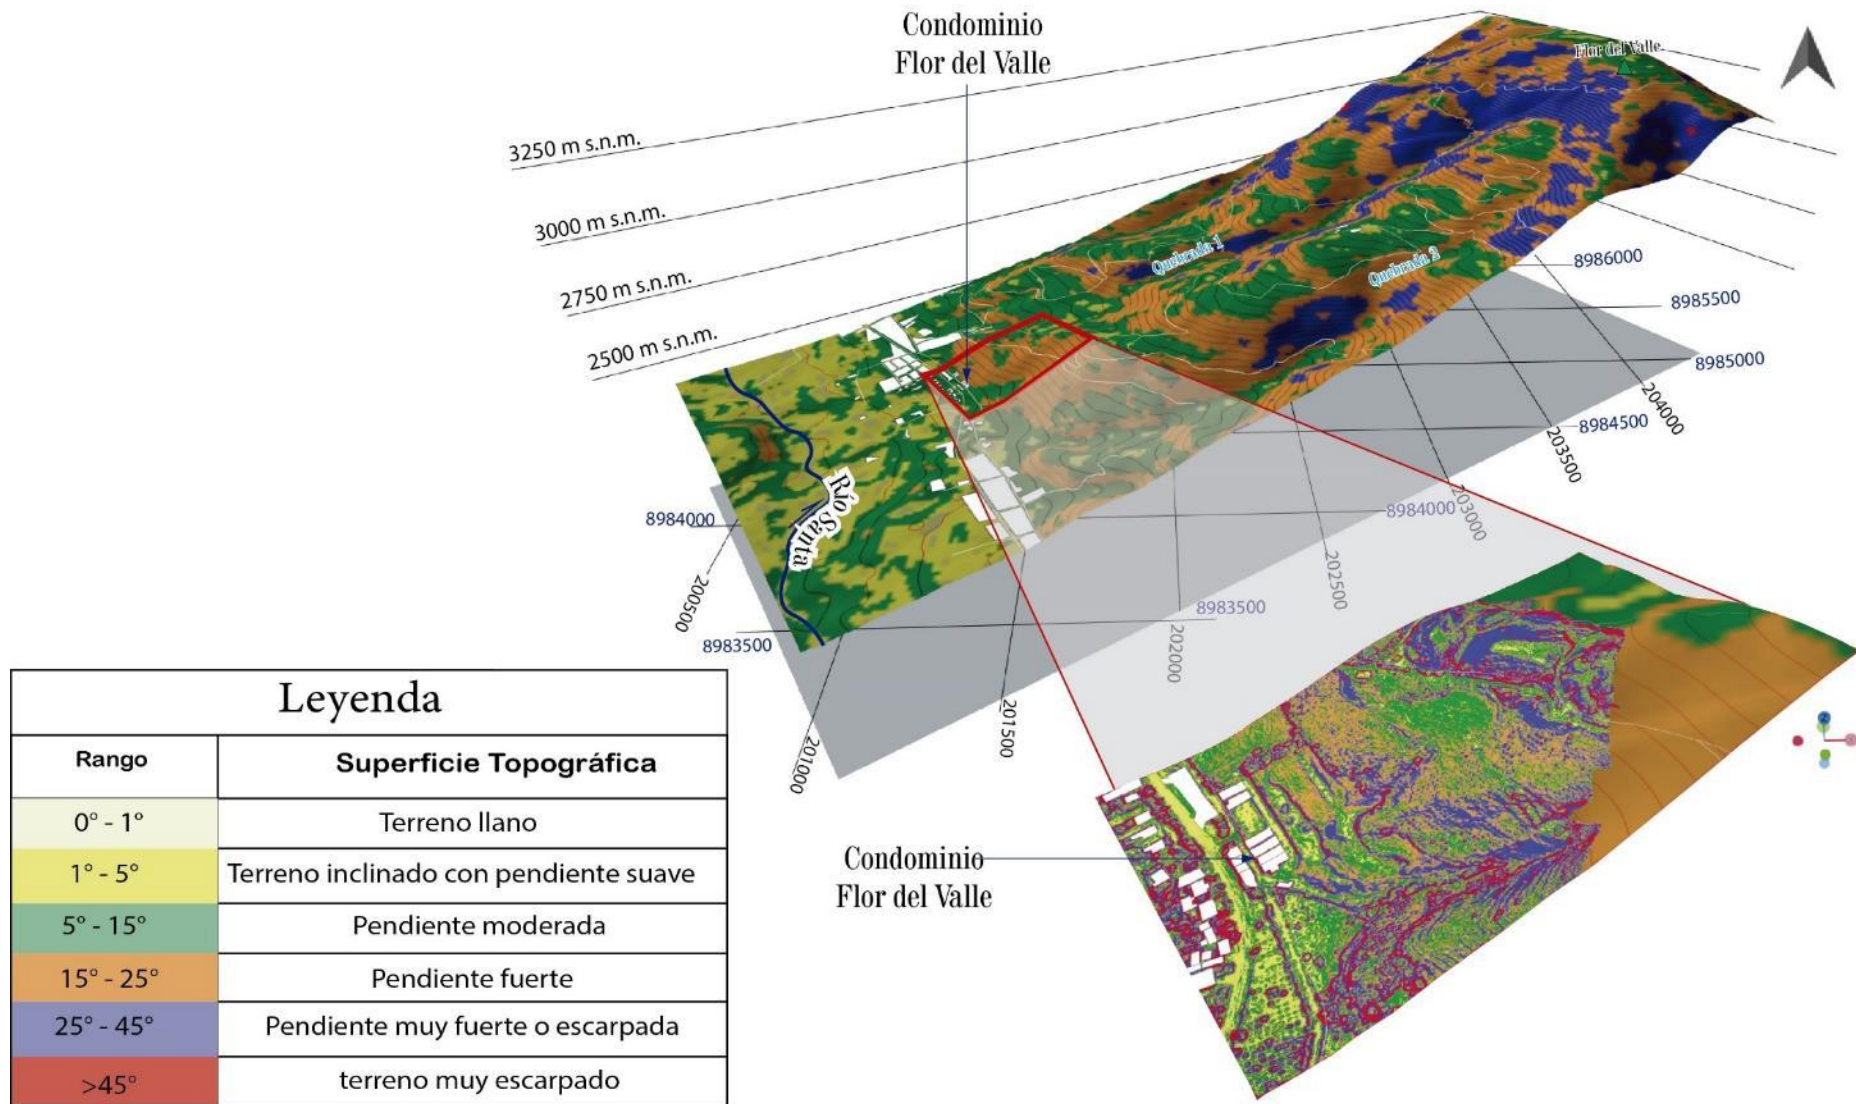 Condominio
Flor del Valle
Flor del Valle
3250 m s.n.m.
3000 m s.n.m.
2750 m s.n.m.
2500 m s.n.m.
Quebrada 1
Quebrada 3
8986000
8985500
8985000
8984500
8984000
8983500
204000
203500
203000
202500
202000
201500
201000
200500
8984000
8983500
Río Santa
Leyenda
Rango Superficie Topográfica
0° - 1° Terreno llano
1° - 5° Terreno inclinado con pendiente suave
5° - 15° Pendiente moderada
15° - 25° Pendiente fuerte
25° - 45° Pendiente muy fuerte o escarpada
>45° terreno muy escarpado
Condominio
Flor del Valle
Z